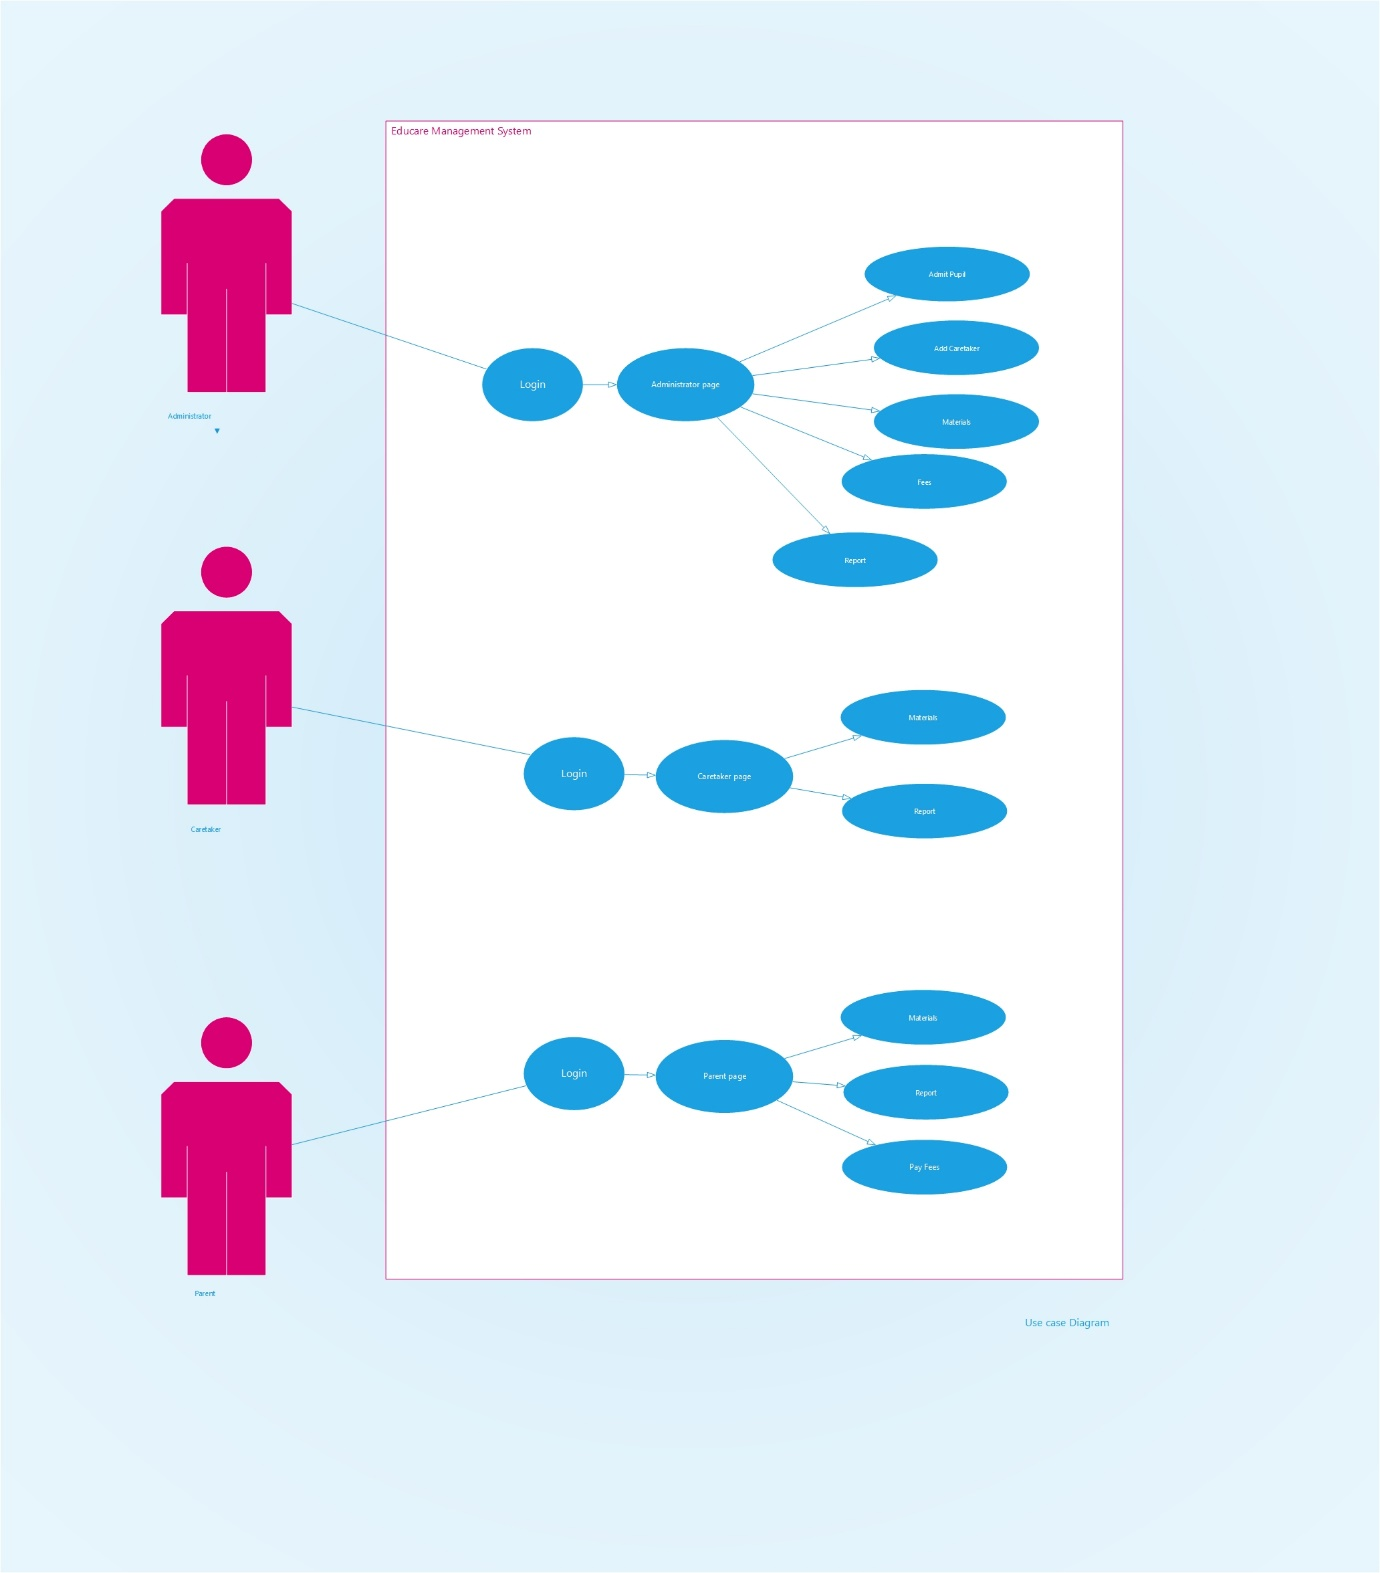 Educare Management System
Admit Pupil
Add Caretaker
Login
Administrator page
Administrator
Materials
Fees
Report
Materials
Login
Caretaker page
Report
Caretaker
Materials
Login
Parent page
Report
Pay Fees
Parent
Use case Diagram